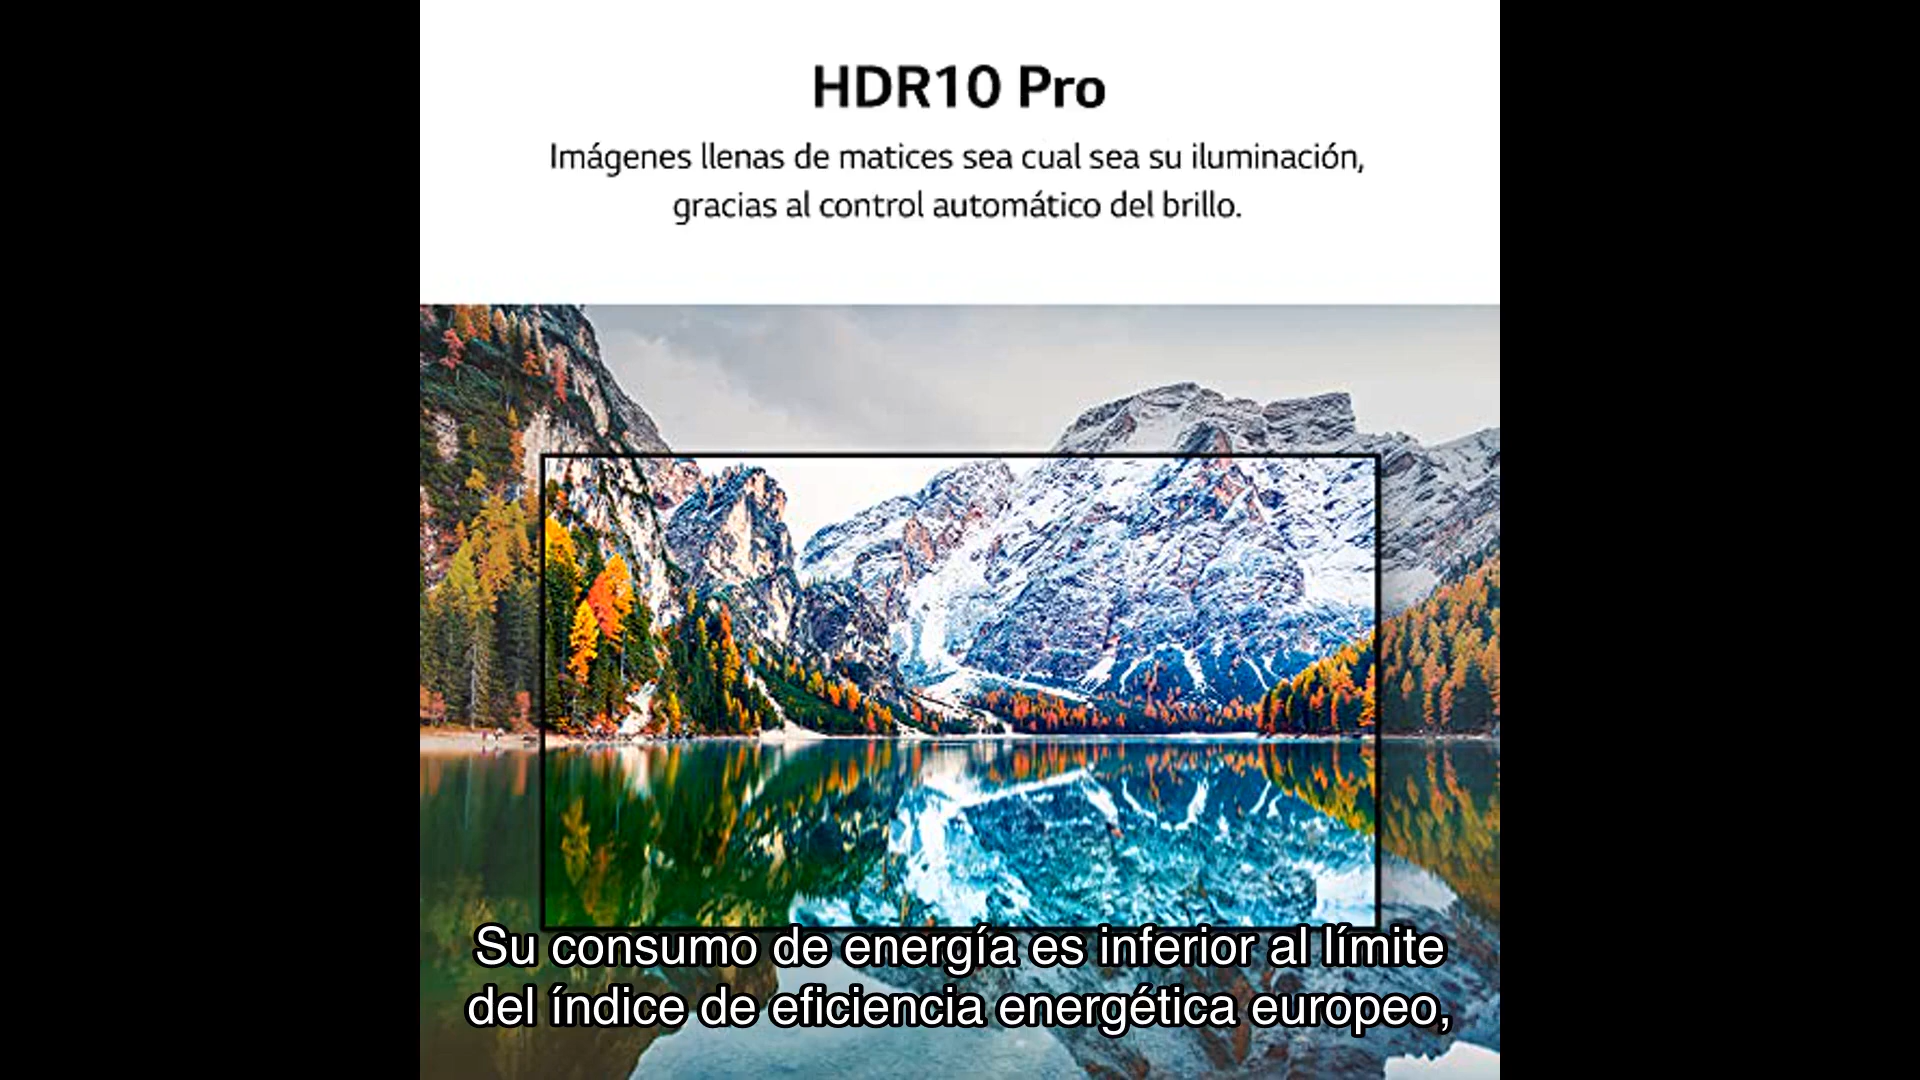 HDR10 Pro
Imágenes llenas de matices sea cual sea su iluminación,
gracias al control automático del brillo.
Su consumo de energía es inferior al límite
del índice de eficiencia energética europeo,